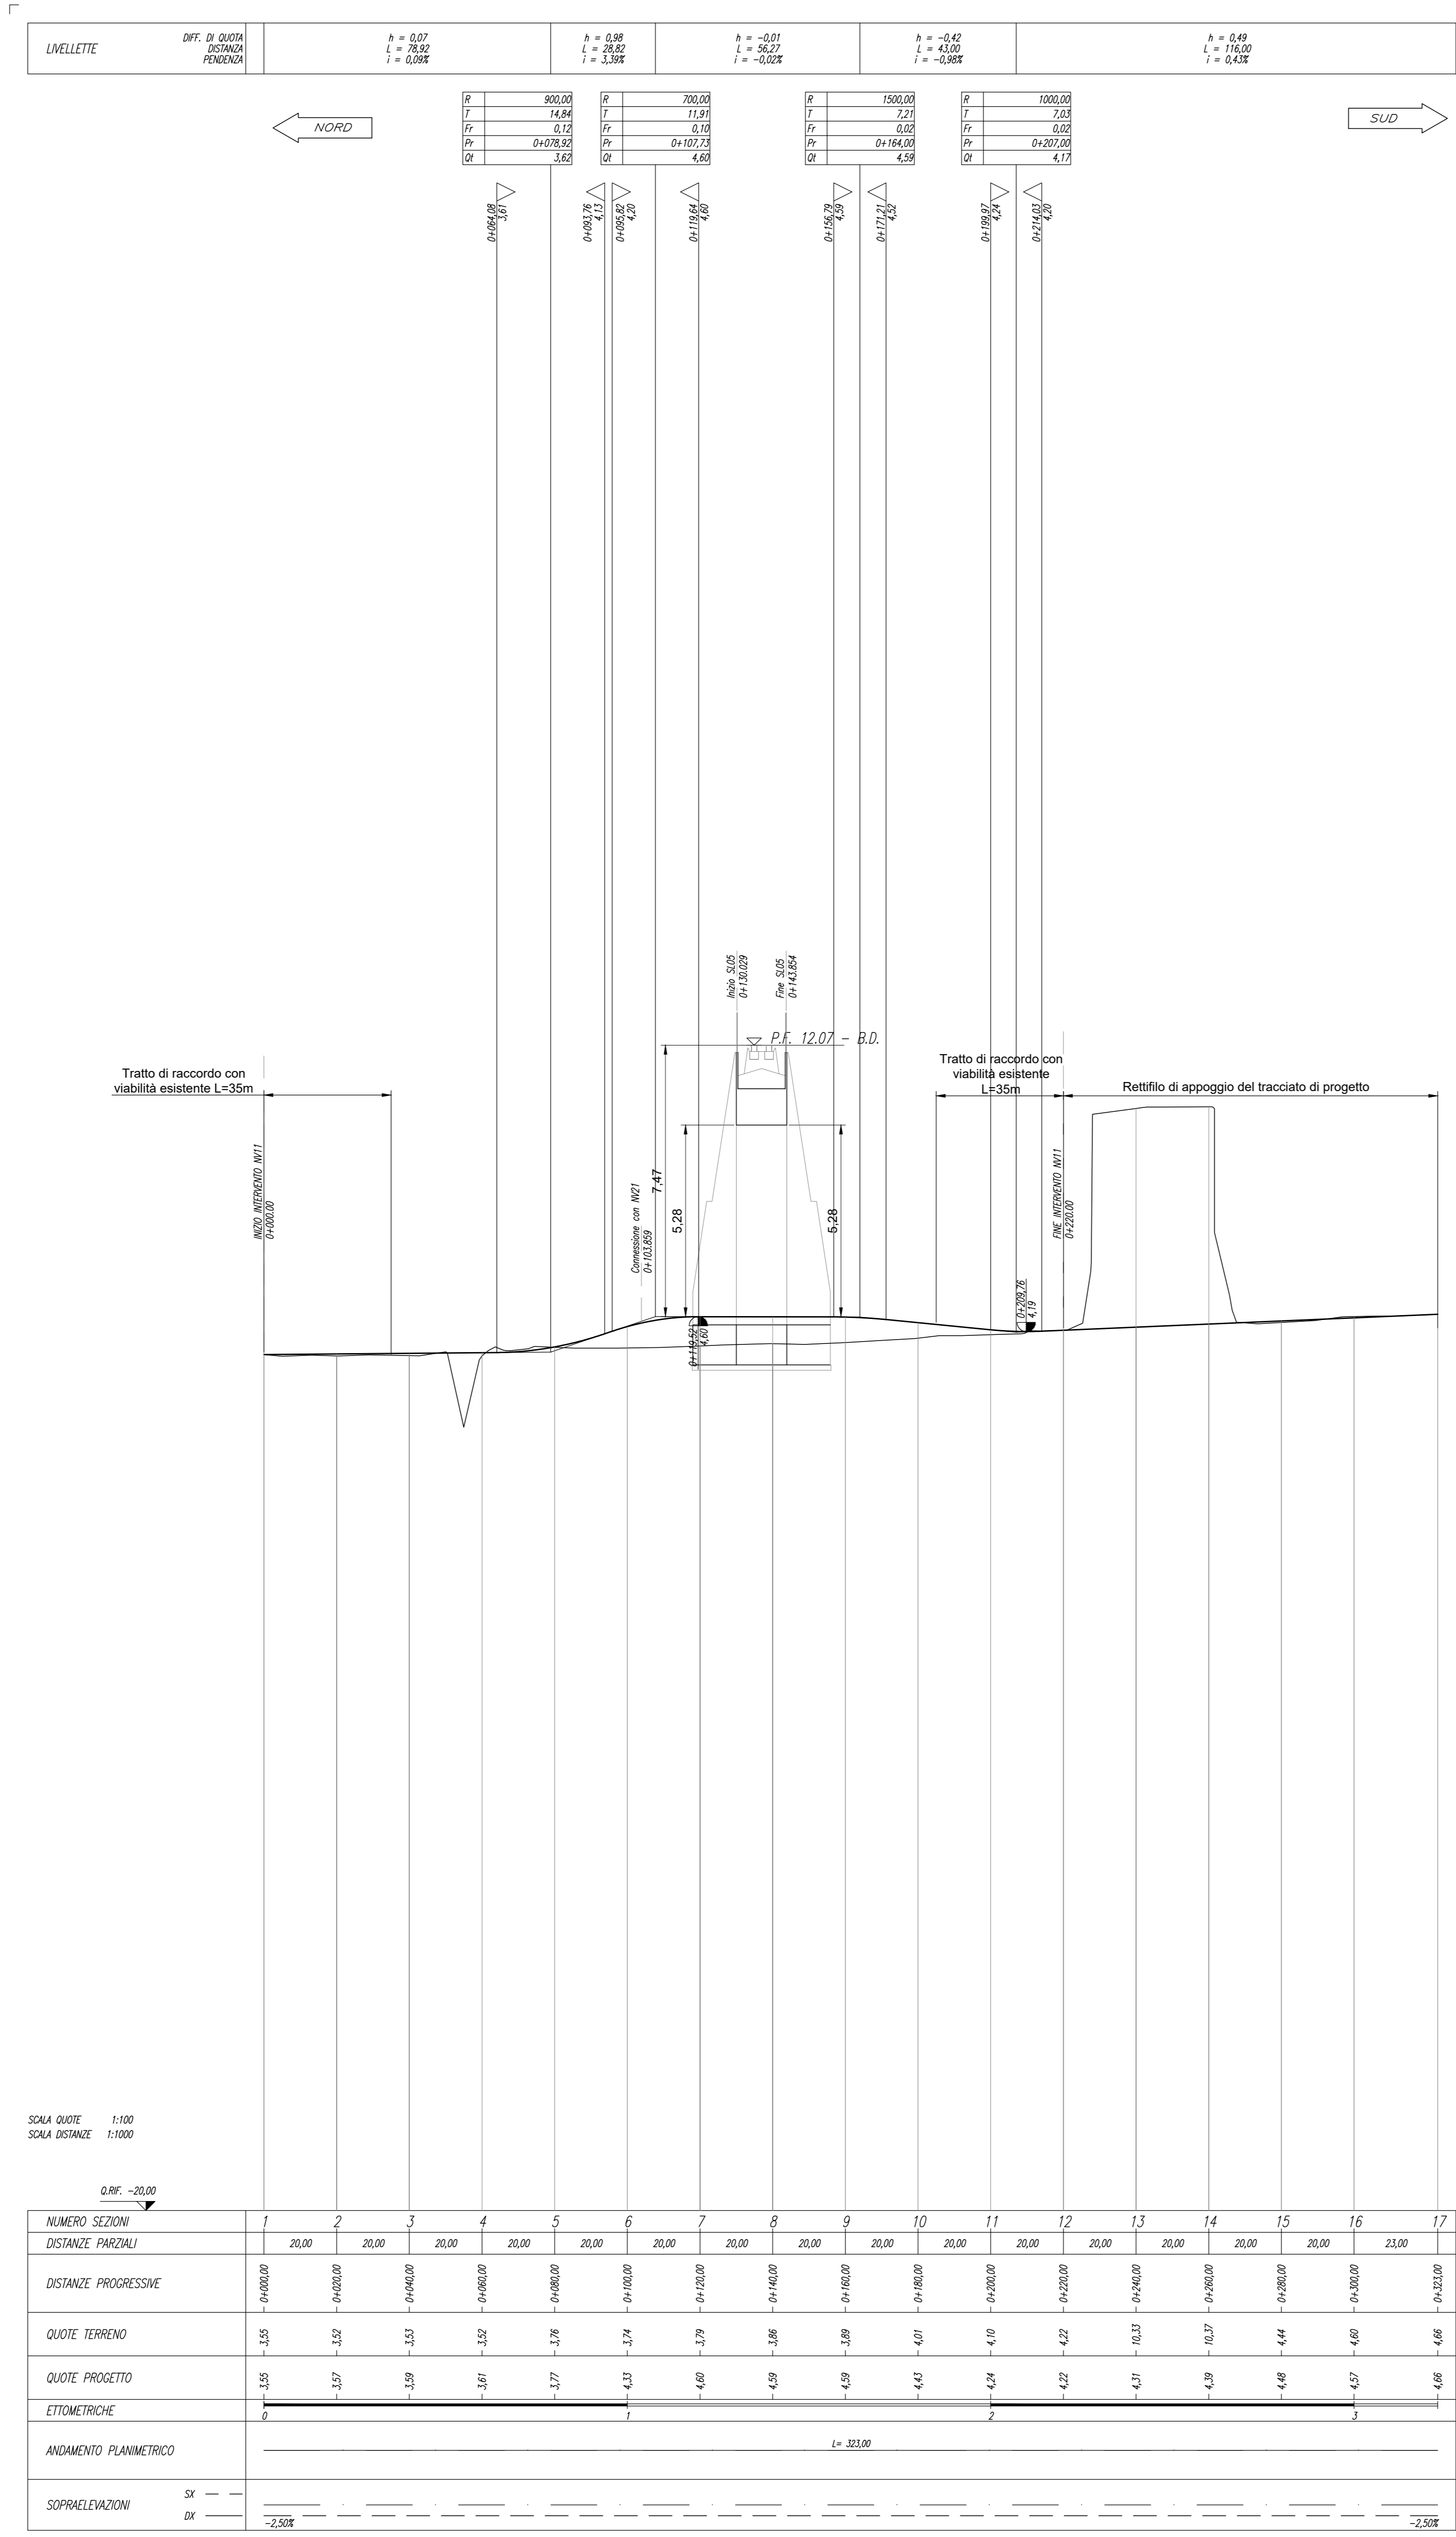 LIVELLETTE
DIFF. DI QUOTA
DISTANZA
PENDENZA
h = 0,07
L = 78,92
i = 0,09%
h = 0,98
L = 28,82
i = 3,39%
h = -0,01
L = 56,27
i = -0,02%
h = -0,42
L = 43,00
i = -0,98%
h = 0,49
L = 116,00
i = 0,43%
NORD
R 900,00
T 14,84
Fr 0,12
Pr 0+078,92
Qt 3,62
R 700,00
T 11,91
Fr 0,10
Pr 0+107,73
Qt 4,60
R 1500,00
T 7,21
Fr 0,02
Pr 0+164,00
Qt 4,59
R 1000,00
T 7,03
Fr 0,02
Pr 0+207,00
Qt 4,17
SUD
0+064,08
3,61
0+093,76
4,13
0+095,82
4,20
0+119,64
4,60
0+156,79
4,59
0+171,21
4,52
0+199,97
4,24
0+214,03
4,20
Inizio SL05
0+130.029
Fine SL05
0+143.854
P.F. 12.07 - B.D.
Tratto di raccordo con
viabilità esistente L=35m
Tratto di raccordo con
viabilità esistente
L=35m
Rettifilo di appoggio del tracciato di progetto
INIZIO INTERVENTO NV11
0+000.00
Connessione con NV21
0+103.859
7,47
5,28
5,28
FINE INTERVENTO NV11
0+220.00
0+119,52
4,60
0+209,76
4,19
SCALA QUOTE 1:100
SCALA DISTANZE 1:1000
Q.RIF. -20,00
NUMERO SEZIONI 1 2 3 4 5 6 7 8 9 10 11 12 13 14 15 16 17
DISTANZE PARZIALI 20,00 20,00 20,00 20,00 20,00 20,00 20,00 20,00 20,00 20,00 20,00 20,00 20,00 20,00 20,00 23,00
DISTANZE PROGRESSIVE 0+000,00 0+020,00 0+040,00 0+060,00 0+080,00 0+100,00 0+120,00 0+140,00 0+160,00 0+180,00 0+200,00 0+220,00 0+240,00 0+260,00 0+280,00 0+300,00 0+323,00
QUOTE TERRENO 3,55 3,52 3,53 3,52 3,76 3,74 3,79 3,86 3,89 4,01 4,10 4,22 10,33 10,37 4,44 4,60 4,66
QUOTE PROGETTO 3,55 3,57 3,59 3,61 3,77 4,33 4,60 4,59 4,59 4,43 4,24 4,22 4,31 4,39 4,48 4,57 4,66
ETTOMETRICHE 0 1 2 3
ANDAMENTO PLANIMETRICO L= 323,00
SOPRAELEVAZIONI
SX
DX
-2,50% -2,50%